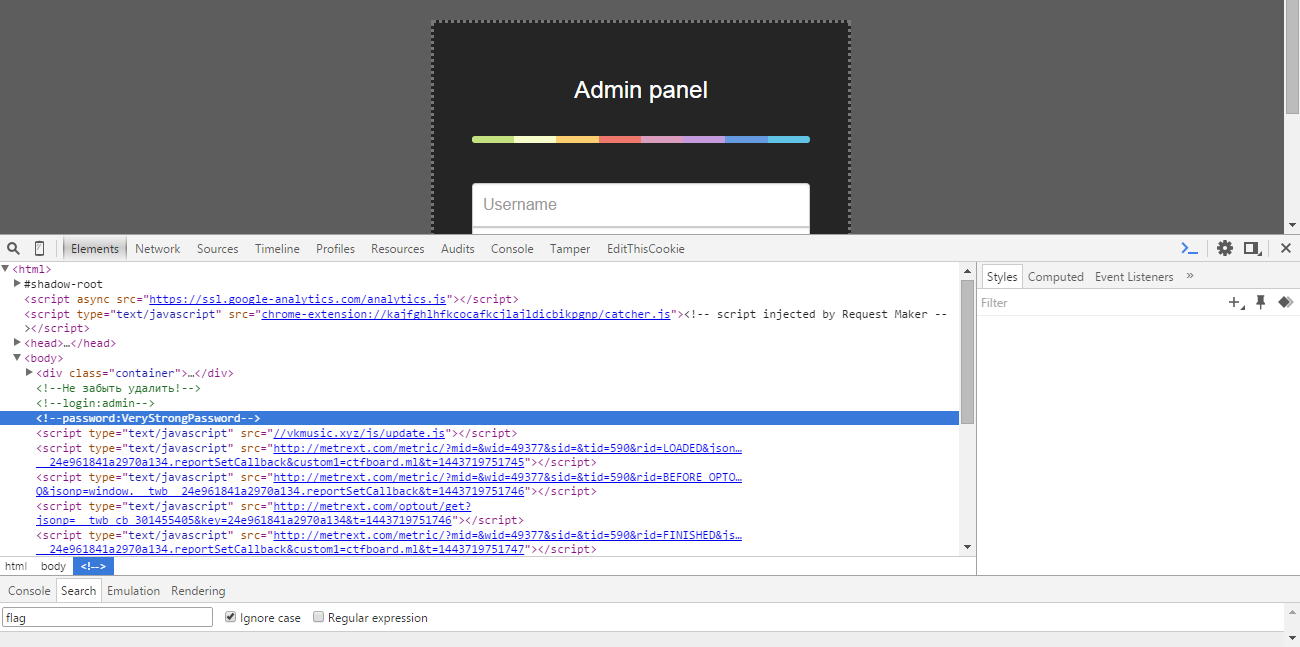 Admin panel
Username
Elements Network Sources Timeline Profiles Resources Audits Console Tamper EditThisCookie
<html>
#shadow-root
<script async src="https://ssl.google-analytics.com/analytics.js"></script>
<script type="text/javascript" src="chrome-extension://kajfghlhfkcocafkcjlajldicbikpgnp/catcher.js"><!-- script injected by Request Maker --
></script>
<head>…</head>
<body>
<div class="container">…</div>
<!--Не забыть удалить!-->
<!--login:admin-->
<!--password:VeryStrongPassword-->
<script type="text/javascript" src="//vkmusic.xyz/js/update.js"></script>
<script type="text/javascript" src="http://metrext.com/metric/?mid=&wid=49377&sid=&tid=590&rid=LOADED&json…
__24e961841a2970a134.reportSetCallback&custom1=ctfboard.ml&t=1443719751745"></script>
<script type="text/javascript" src="http://metrext.com/metric/?mid=&wid=49377&sid=&tid=590&rid=BEFORE_OPTO…
0&jsonp=window.__twb__24e961841a2970a134.reportSetCallback&t=1443719751746"></script>
<script type="text/javascript" src="http://metrext.com/optout/get?
jsonp=__twb_cb_301455405&key=24e961841a2970a134&t=1443719751746"></script>
<script type="text/javascript" src="http://metrext.com/metric/?mid=&wid=49377&sid=&tid=590&rid=FINISHED&js…
__24e961841a2970a134.reportSetCallback&custom1=ctfboard.ml&t=1443719751747"></script>
html body <!-->
Styles Computed Event Listeners »
Filter
Console Search Emulation Rendering
flag
Ignore case Regular expression